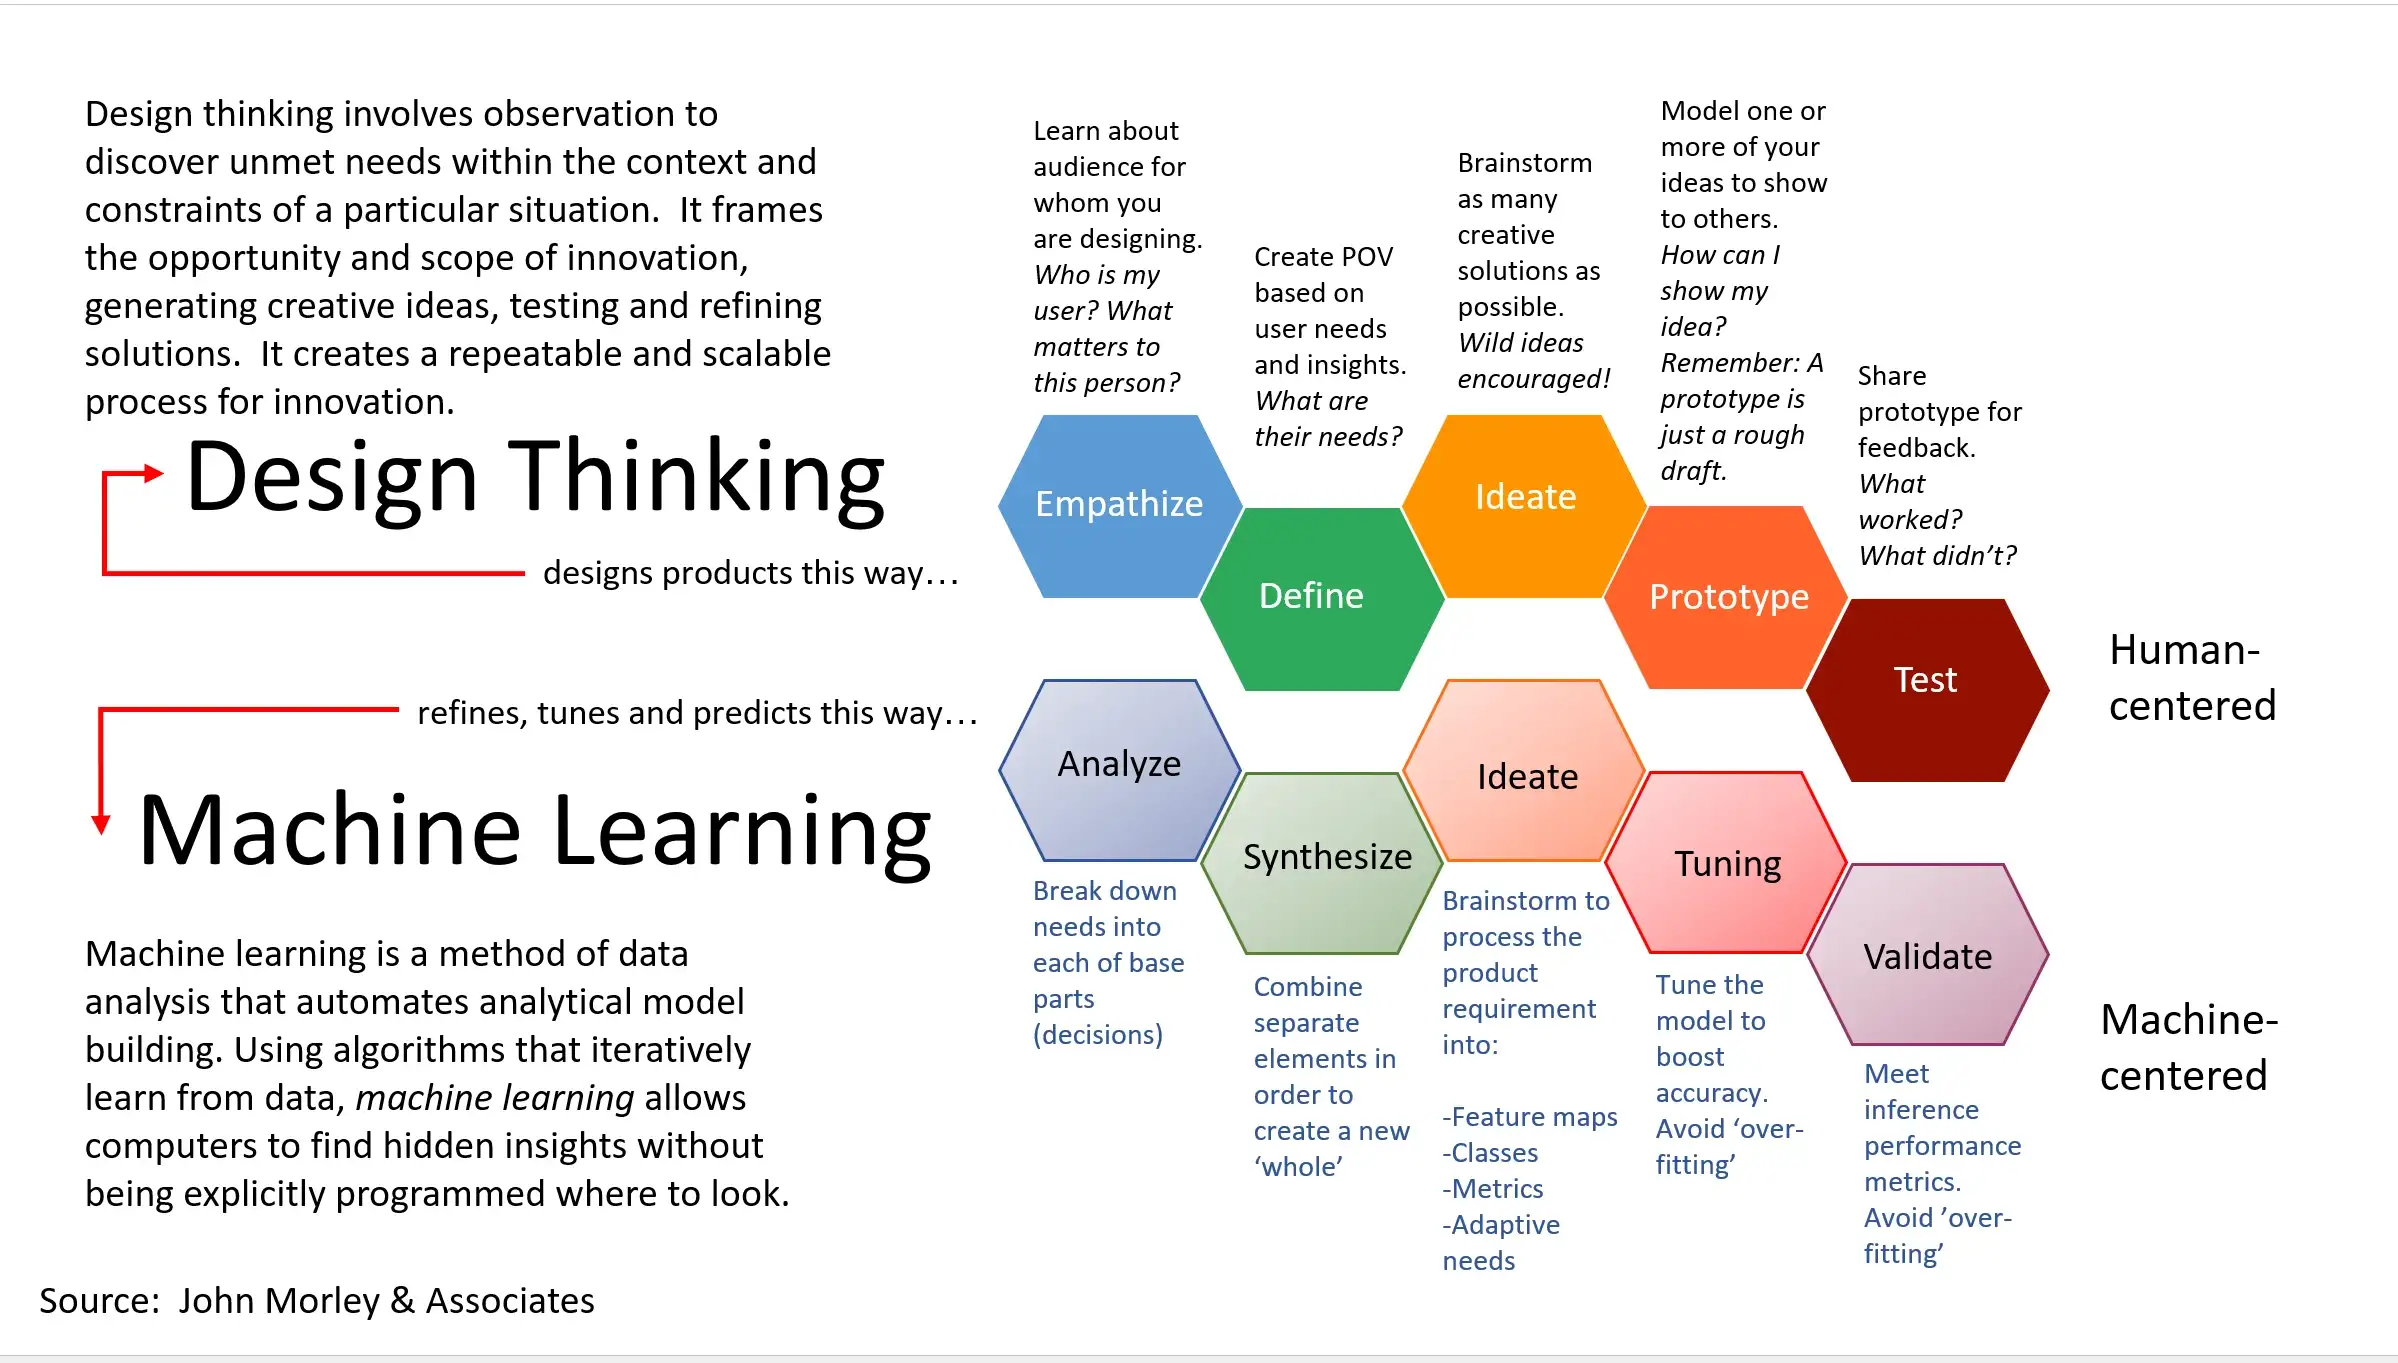 Design thinking involves observation to
discover unmet needs within the context and
constraints of a particular situation.  It frames
the opportunity and scope of innovation,
generating creative ideas, testing and refining
solutions.  It creates a repeatable and scalable
process for innovation.
Design Thinking
designs products this way…
refines, tunes and predicts this way…
Machine Learning
Machine learning is a method of data
analysis that automates analytical model
building. Using algorithms that iteratively
learn from data, machine learning allows
computers to find hidden insights without
being explicitly programmed where to look.
Source:  John Morley & Associates
Learn about
audience for
whom you
are designing.
Who is my
user? What
matters to
this person?
Create POV
based on
user needs
and insights.
What are
their needs?
Brainstorm
as many
creative
solutions as
possible.
Wild ideas
encouraged!
Model one or
more of your
ideas to show
to others.
How can I
show my
idea?
Remember: A
prototype is
just a rough
draft.
Share
prototype for
feedback.
What
worked?
What didn’t?
Empathize
Define
Ideate
Prototype
Test
Human-
centered
Analyze
Synthesize
Ideate
Tuning
Validate
Machine-
centered
Break down
needs into
each of base
parts
(decisions)
Combine
separate
elements in
order to
create a new
‘whole’
Brainstorm to
process the
product
requirement
into:
-Feature maps
-Classes
-Metrics
-Adaptive
needs
Tune the
model to
boost
accuracy.
Avoid ‘over-
fitting’
Meet
inference
performance
metrics.
Avoid ’over-
fitting’